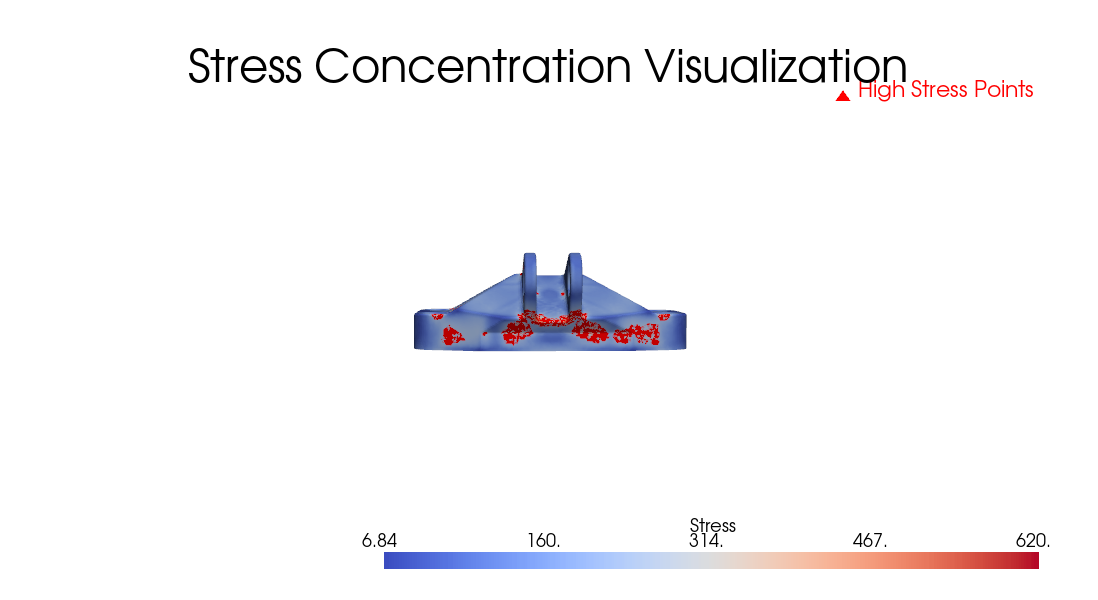 Stress Concentration Visualization
High Stress Points
Stress
6.84 160. 314. 467. 620.